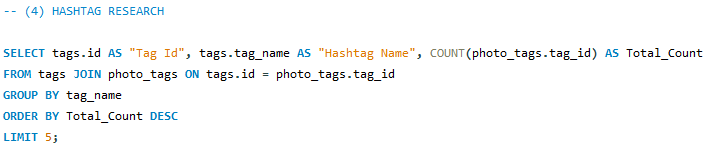 -- (4) HASHTAG RESEARCH
SELECT tags.id AS "Tag Id", tags.tag_name AS "Hashtag Name", COUNT(photo_tags.tag_id) AS Total_Count
FROM tags JOIN photo_tags ON tags.id = photo_tags.tag_id
GROUP BY tag_name
ORDER BY Total_Count DESC
LIMIT 5;